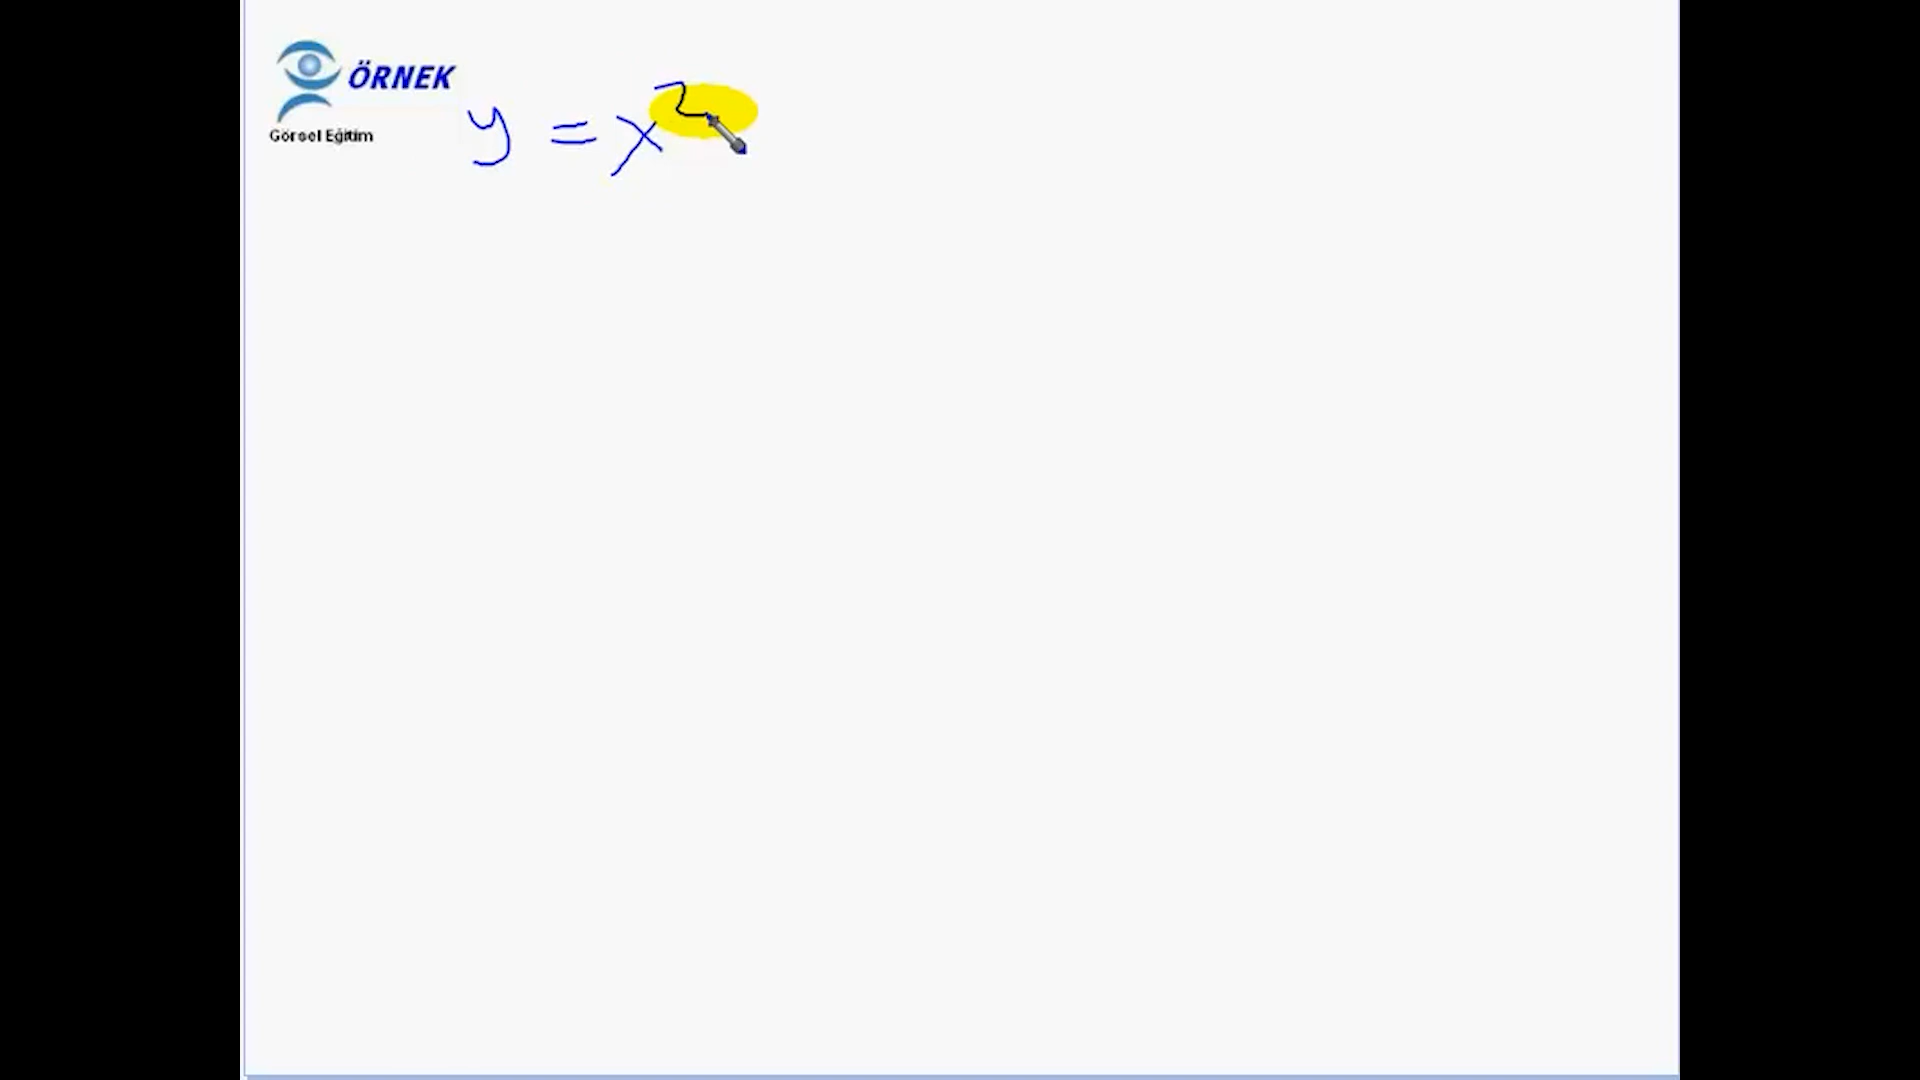 ÖRNEK
Görsel Eğitim
y = x²